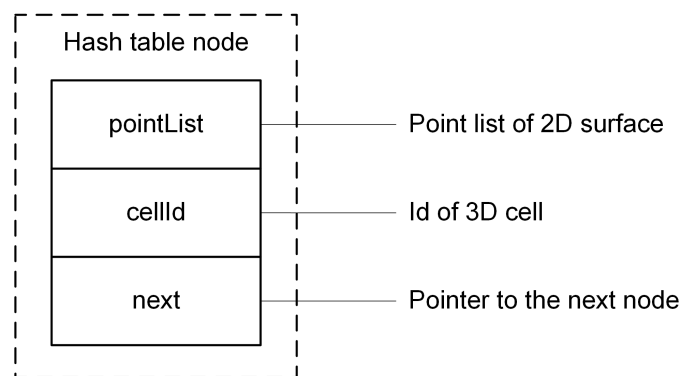 Hash table node
pointList
Point list of 2D surface
cellId
Id of 3D cell
next
Pointer to the next node